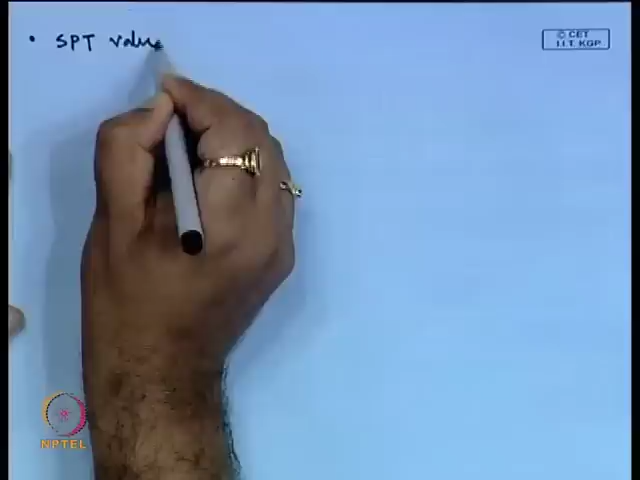 • SPT value
© CET
I.I.T. KGP
NPTEL